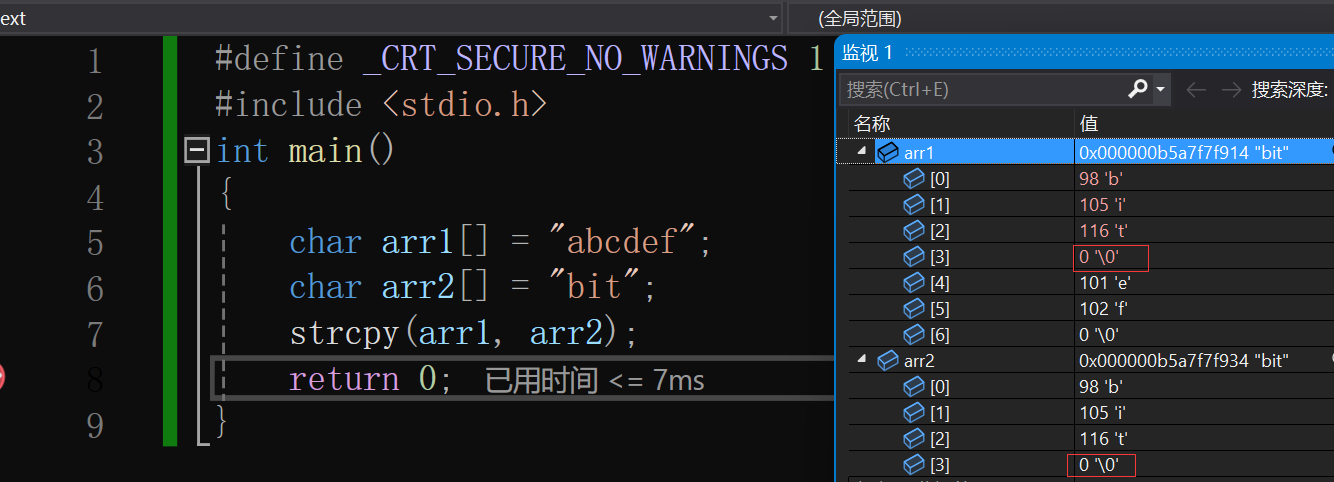 ext
(全局范围)
1 #define _CRT_SECURE_NO_WARNINGS 1
2 #include <stdio.h>
3 int main()
4 {
5 char arr1[] = "abcdef";
6 char arr2[] = "bit";
7 strcpy(arr1, arr2);
8 return 0; 已用时间 <= 7ms
9 }
监视 1
搜索(Ctrl+E) 搜索深度:
名称 值
arr1 0x000000b5a7f7f914 "bit"
[0] 98 'b'
[1] 105 'i'
[2] 116 't'
[3] 0 '\0'
[4] 101 'e'
[5] 102 'f'
[6] 0 '\0'
arr2 0x000000b5a7f7f934 "bit"
[0] 98 'b'
[1] 105 'i'
[2] 116 't'
[3] 0 '\0'